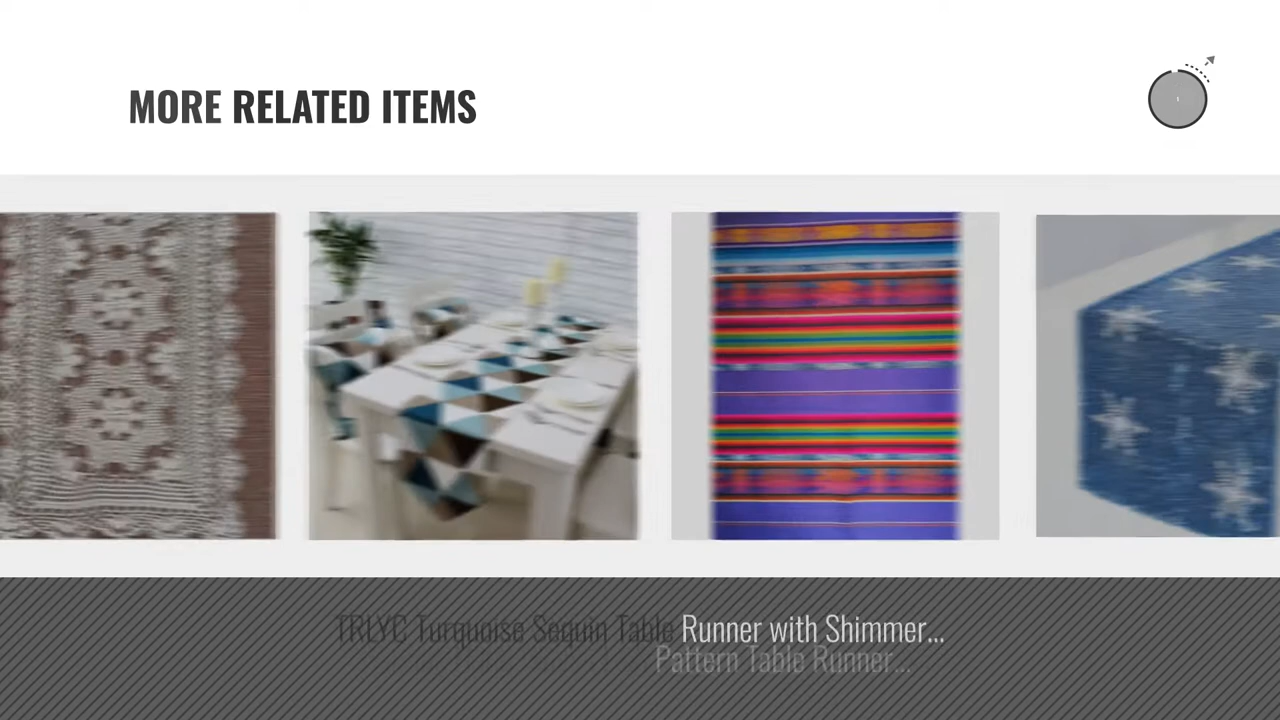 MORE RELATED ITEMS
TRLYC Turquoise Sequin Table Runner with Shimmer...
Pattern Table Runner...